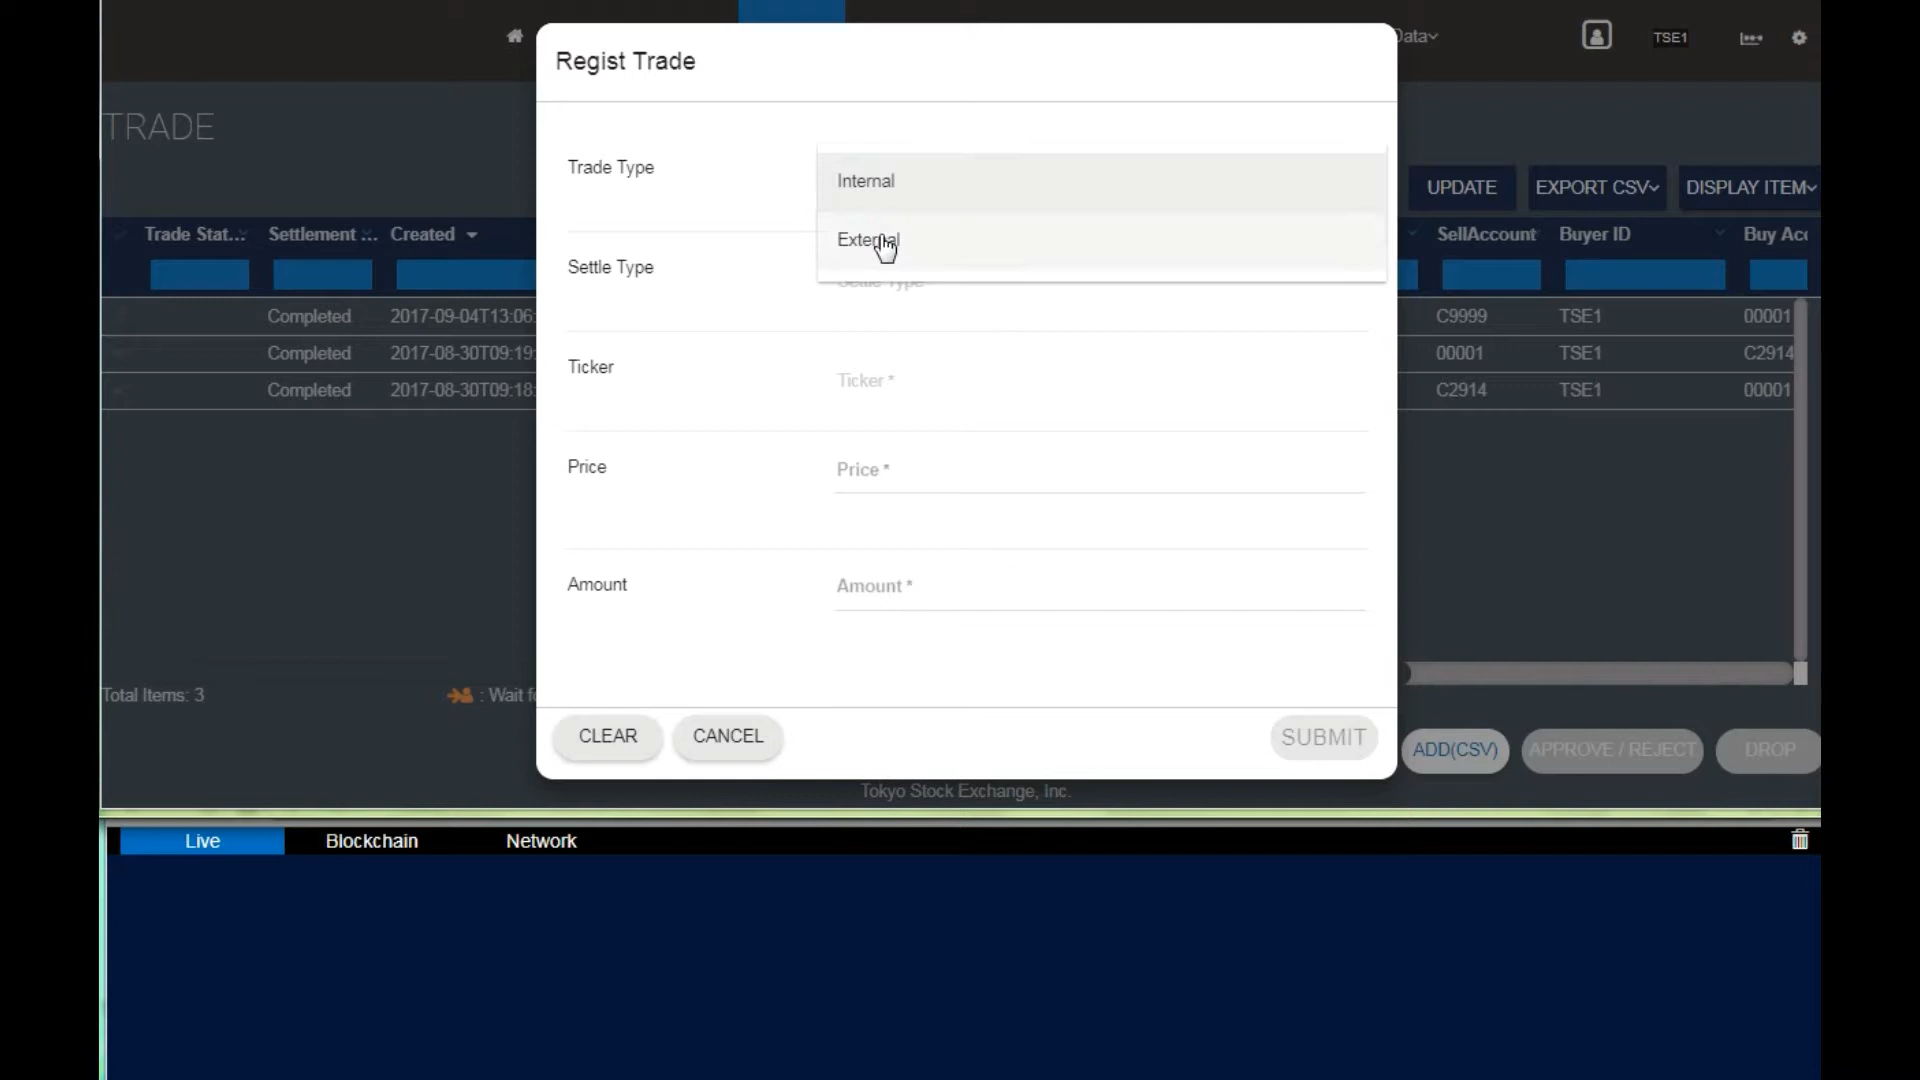 Data
TSE1
Regist Trade
TRADE
Trade Type
Internal
External
UPDATE
EXPORT CSV
DISPLAY ITEM
Trade Stat...
Settlement ...
Created
SellAccount
Buyer ID
Buy Acc
Settle Type
Settle Type
Completed
2017-09-04T13:06:
C9999
TSE1
00001
Completed
2017-08-30T09:19:
00001
TSE1
C2914
Completed
2017-08-30T09:18:
C2914
TSE1
00001
Ticker
Ticker *
Price
Price *
Amount
Amount *
Total Items: 3
: Wait fo
CLEAR
CANCEL
SUBMIT
ADD(CSV)
APPROVE / REJECT
DROP
Tokyo Stock Exchange, Inc.
Live
Blockchain
Network